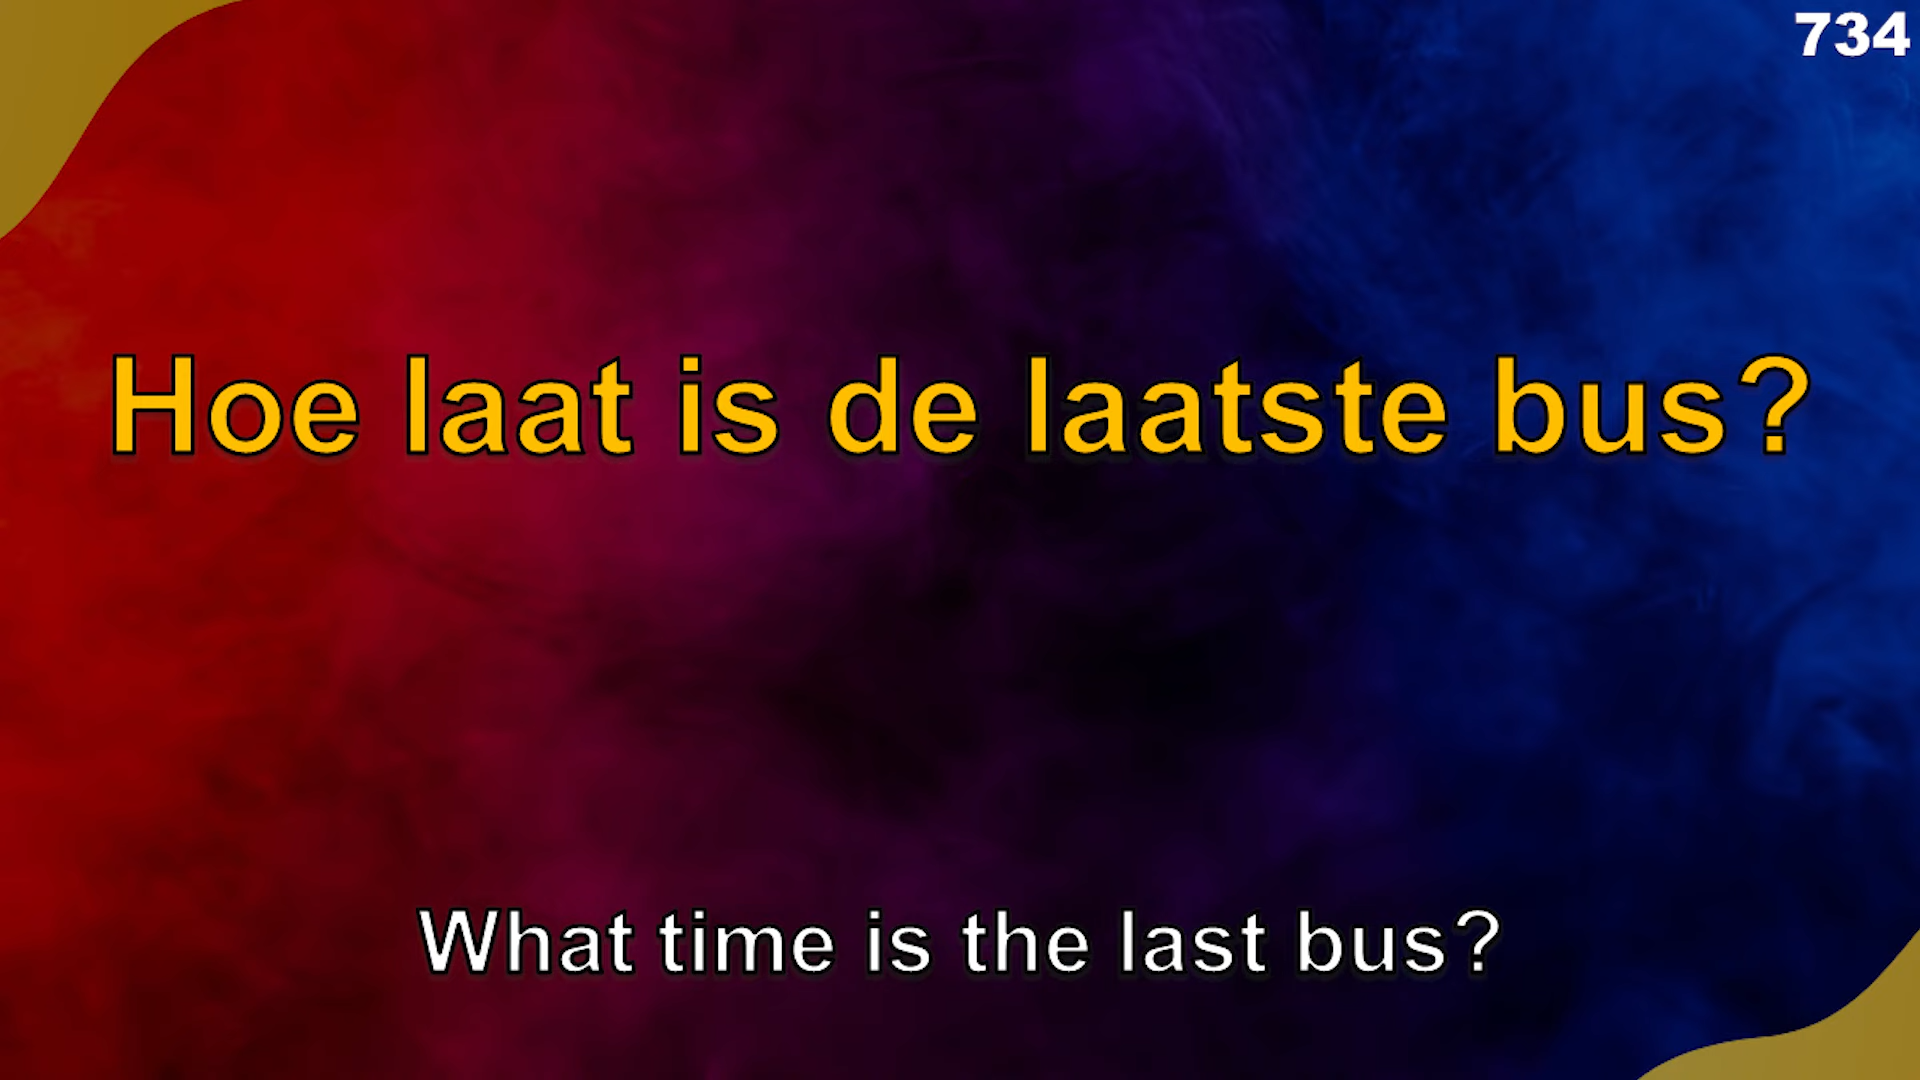 734
Hoe laat is de laatste bus?
What time is the last bus?